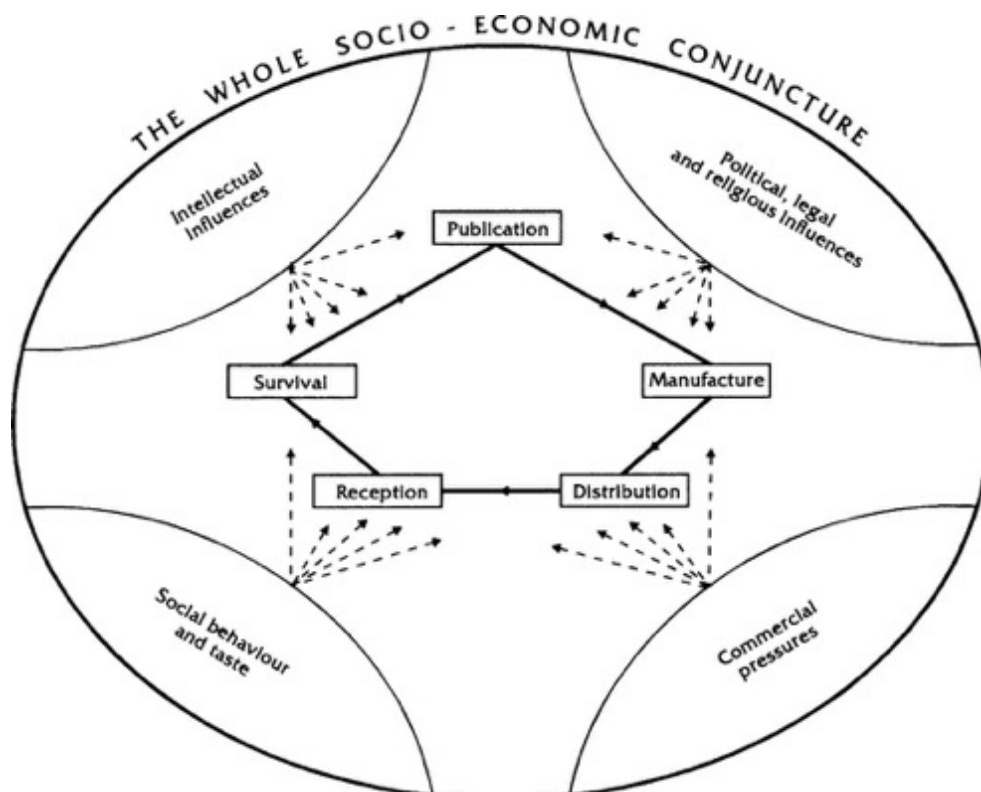 THE WHOLE SOCIO - ECONOMIC CONJUNCTURE
Intellectual
influences
Political, legal
and religious influences
Publication
Survival
Manufacture
Reception
Distribution
Social behaviour
and taste
Commercial
pressures